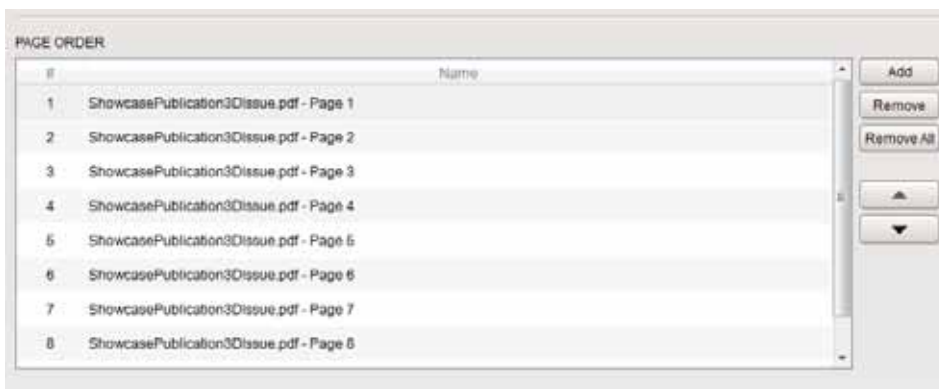 PAGE ORDER
# Name
1 ShowcasePublication3DIssue.pdf - Page 1
2 ShowcasePublication3DIssue.pdf - Page 2
3 ShowcasePublication3DIssue.pdf - Page 3
4 ShowcasePublication3DIssue.pdf - Page 4
5 ShowcasePublication3DIssue.pdf - Page 5
6 ShowcasePublication3DIssue.pdf - Page 6
7 ShowcasePublication3DIssue.pdf - Page 7
8 ShowcasePublication3DIssue.pdf - Page 8
Add
Remove
Remove All